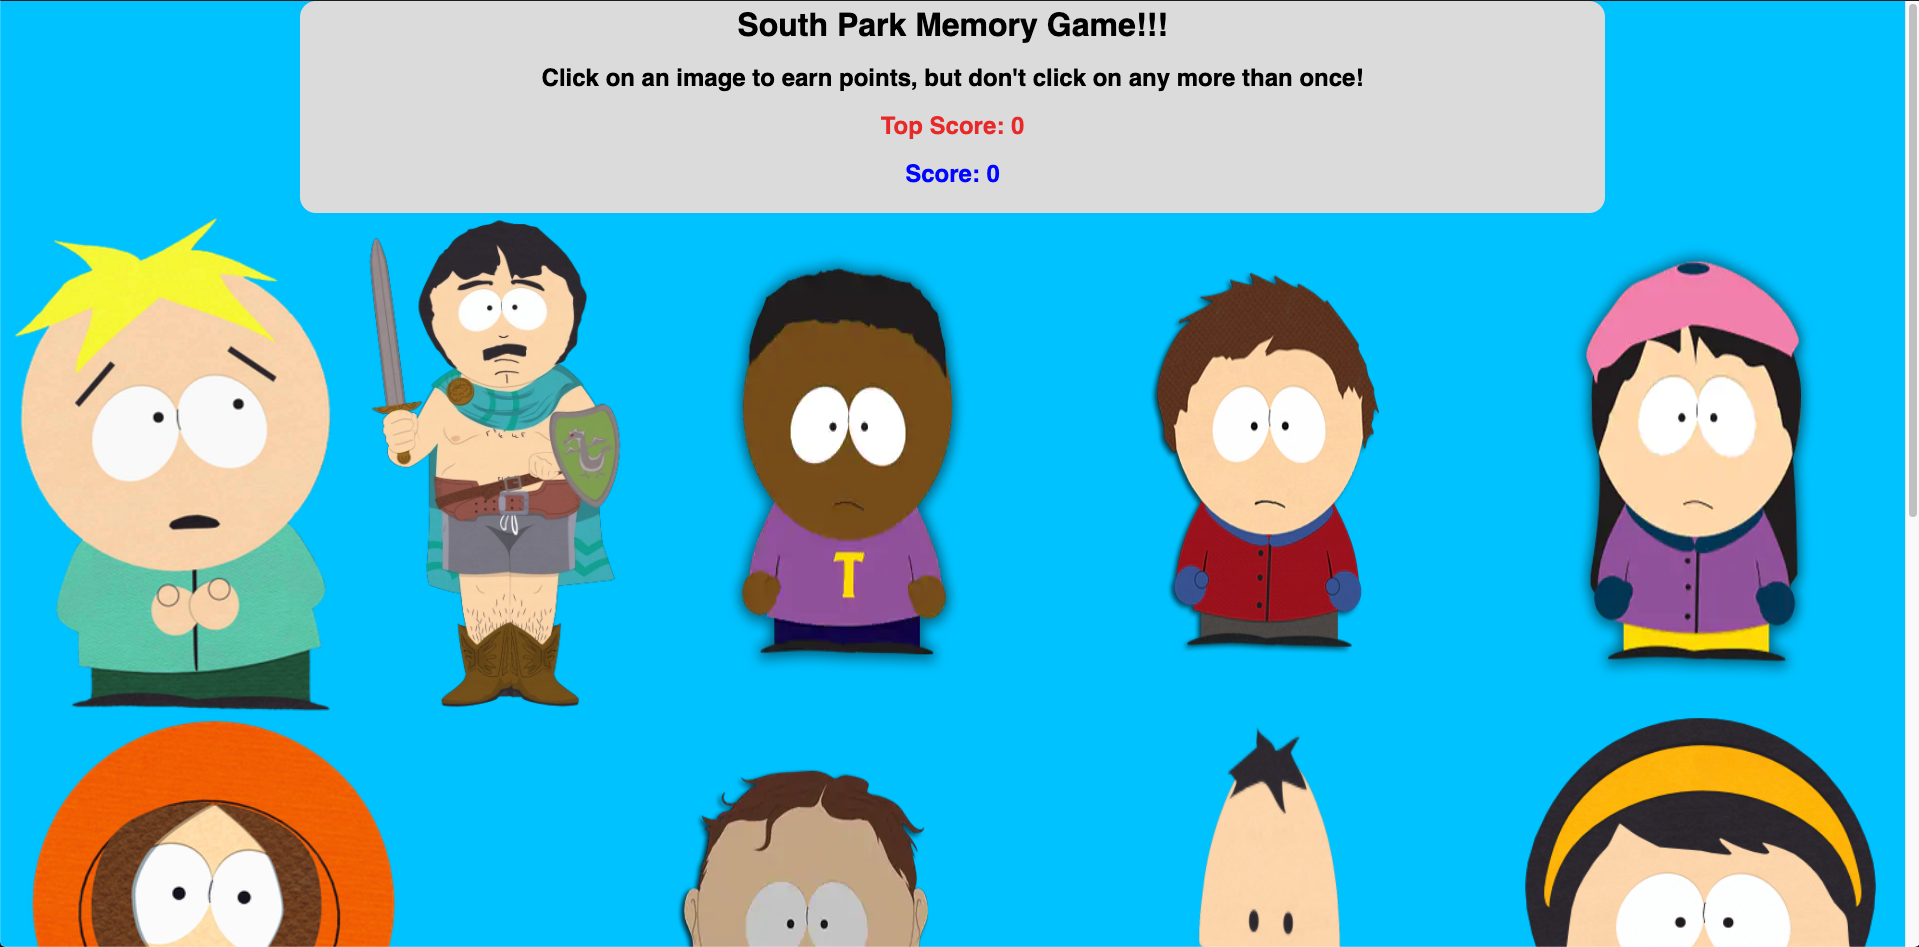 South Park Memory Game!!!
Click on an image to earn points, but don't click on any more than once!
Top Score: 0
Score: 0
T